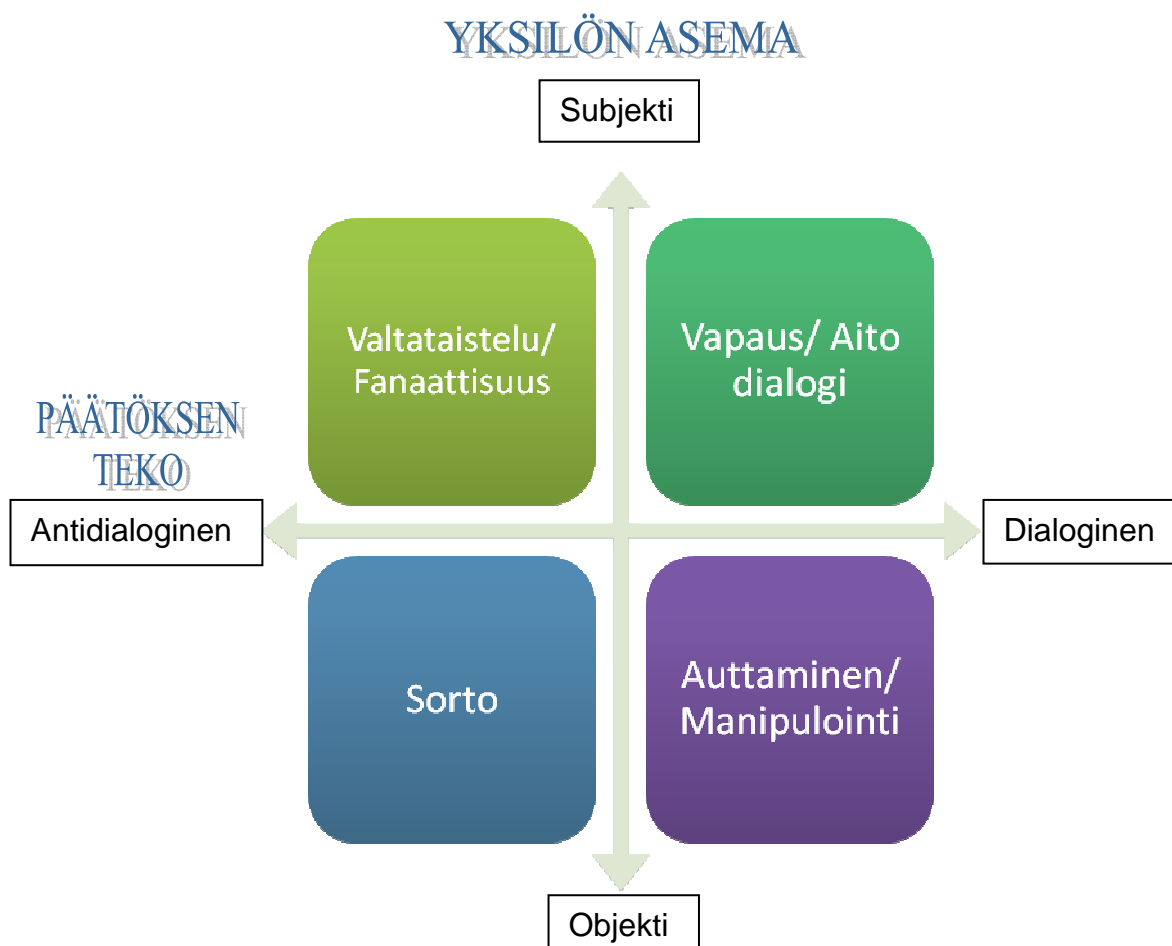 YKSILÖN ASEMA
Subjekti
Valtataistelu/
Fanaattisuus
Vapaus/ Aito
dialogi
PÄÄTÖKSEN
TEKO
Antidialoginen
Dialoginen
Sorto
Auttaminen/
Manipulointi
Objekti